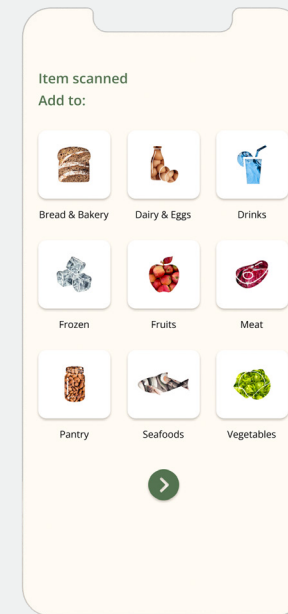 Item scanned
Add to:
Bread & Bakery Dairy & Eggs Drinks
Frozen Fruits Meat
Pantry Seafoods Vegetables